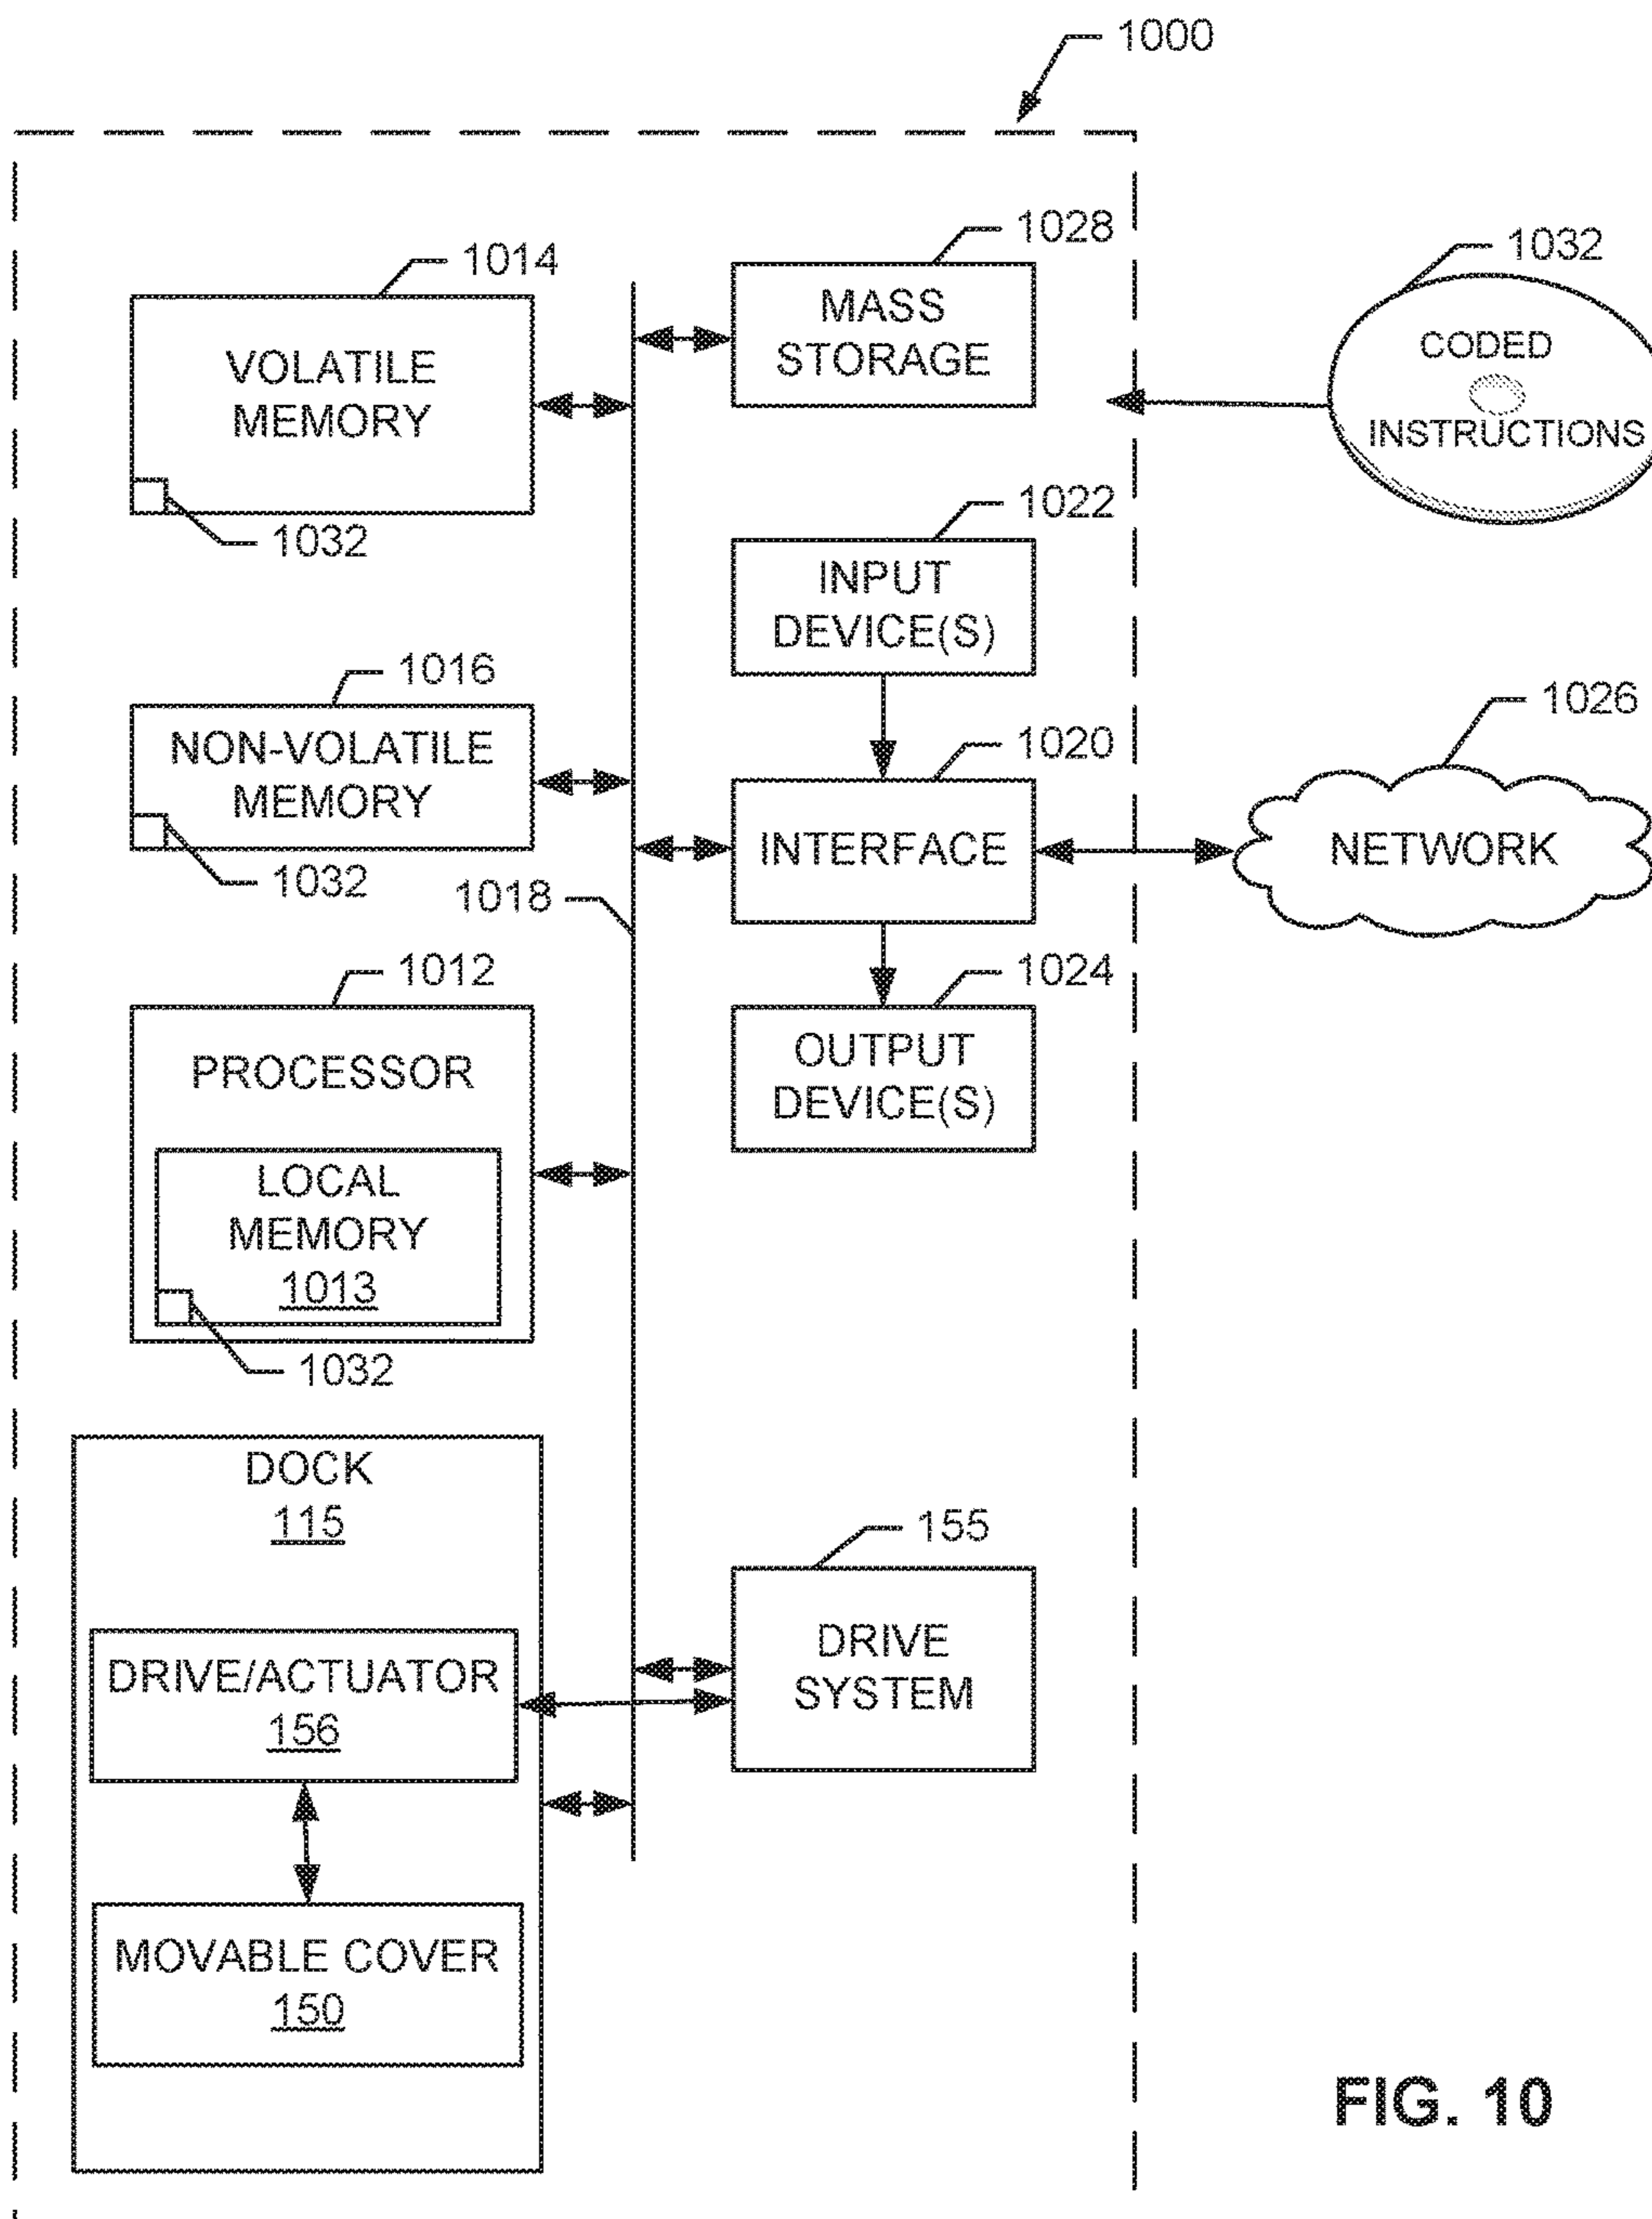 1000
1028
1014
1032
MASS
STORAGE
VOLATILE
MEMORY
CODED
INSTRUCTIONS
1032
1022
INPUT
DEVICE(S)
1016
1026
NON-VOLATILE
MEMORY
1020
INTERFACE
NETWORK
1032
1018
1012
1024
PROCESSOR
OUTPUT
DEVICE(S)
LOCAL
MEMORY
1013
1032
DOCK
115
155
DRIVE/ACTUATOR
156
DRIVE
SYSTEM
MOVABLE COVER
150
FIG. 10